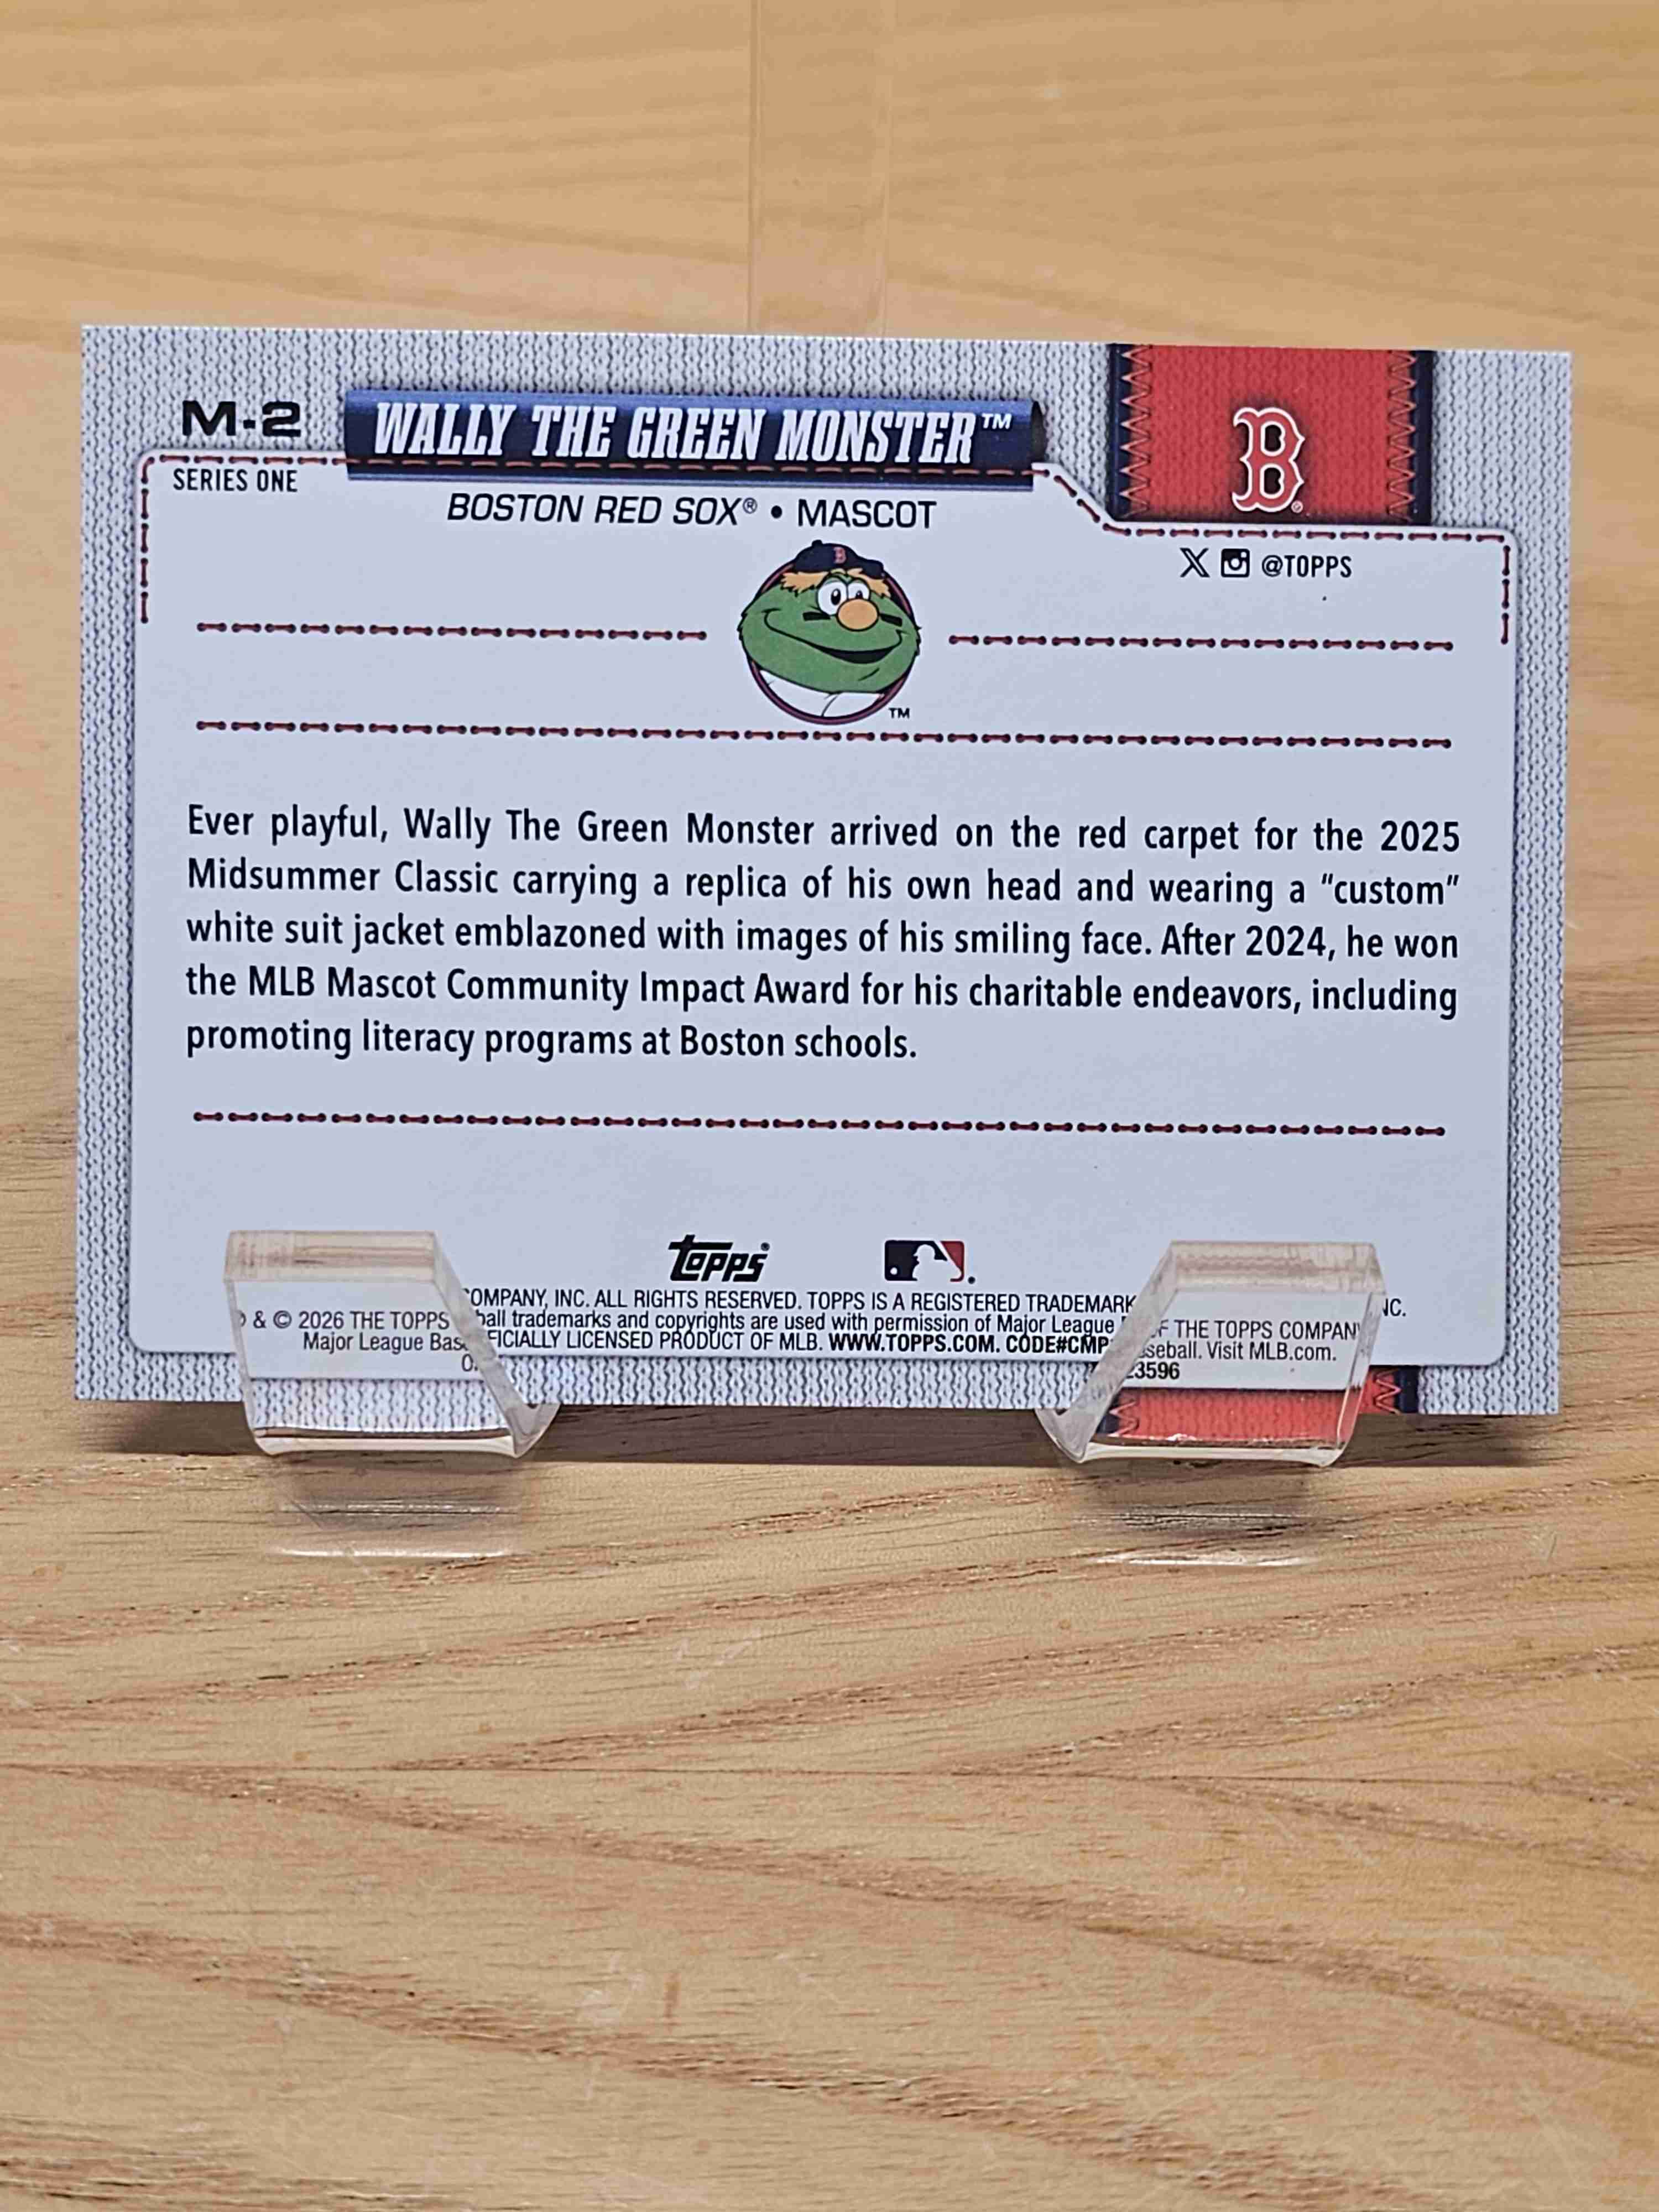 M-2
WALLY THE GREEN MONSTER™
SERIES ONE
BOSTON RED SOX® • MASCOT
B
B
X @TOPPS
TM
Ever playful, Wally The Green Monster arrived on the red carpet for the 2025
Midsummer Classic carrying a replica of his own head and wearing a "custom"
white suit jacket emblazoned with images of his smiling face. After 2024, he won
the MLB Mascot Community Impact Award for his charitable endeavors, including
promoting literacy programs at Boston schools.
topps®
& © 2026 THE TOPPS COMPANY, INC. ALL RIGHTS RESERVED. TOPPS IS A REGISTERED TRADEMARK OF THE TOPPS COMPANY INC.
Major League Baseball trademarks and copyrights are used with permission of Major League Baseball. Visit MLB.com.
OFFICIALLY LICENSED PRODUCT OF MLB. WWW.TOPPS.COM. CODE#CMP 23596